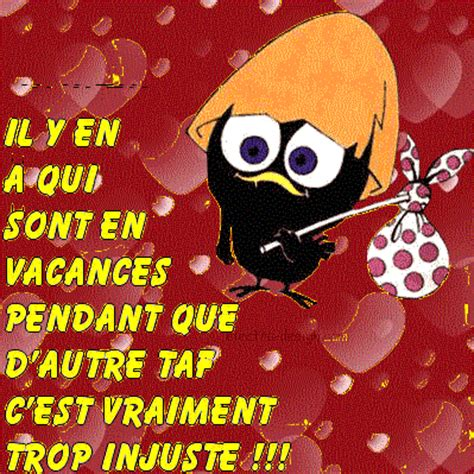 IL Y EN
A QUI
SONT EN
VACANCES
PENDANT QUE
D'AUTRE TAF
C'EST VRAIMENT
TROP INJUSTE !!!